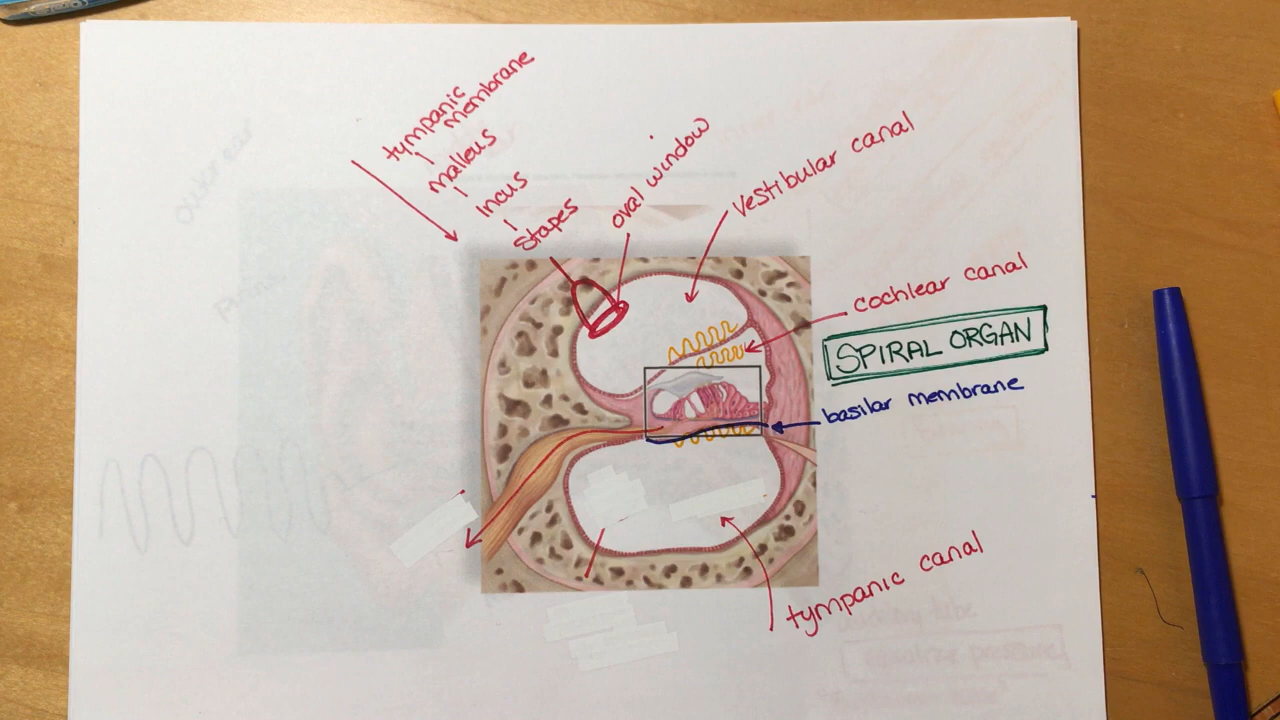 tympanic
membrane
malleus
incus
stapes
oval window
vestibular canal
cochlear canal
SPIRAL ORGAN
basilar membrane
tympanic canal